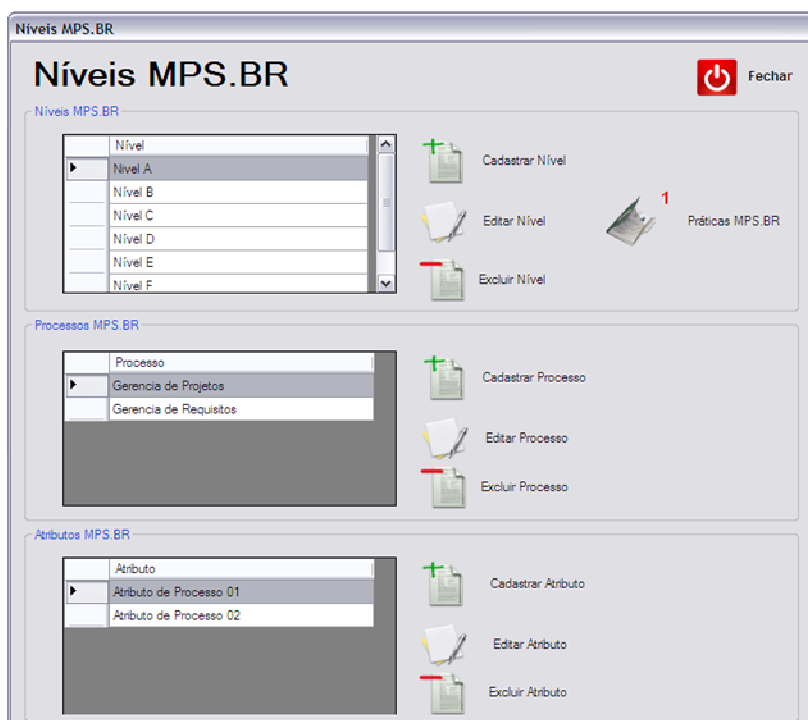 Níveis MPS.BR
Níveis MPS.BR
Fechar
Níveis MPS.BR
Nível
Nivel A
Nível B
Nível C
Nível D
Nível E
Nível F
Cadastrar Nível
Editar Nível
Excluir Nível
1
Práticas MPS.BR
Processos MPS.BR
Processo
Gerencia de Projetos
Gerencia de Requisitos
Cadastrar Processo
Editar Processo
Excluir Processo
Atributos MPS.BR
Atributo
Atributo de Processo 01
Atributo de Processo 02
Cadastrar Atributo
Editar Atributo
Excluir Atributo